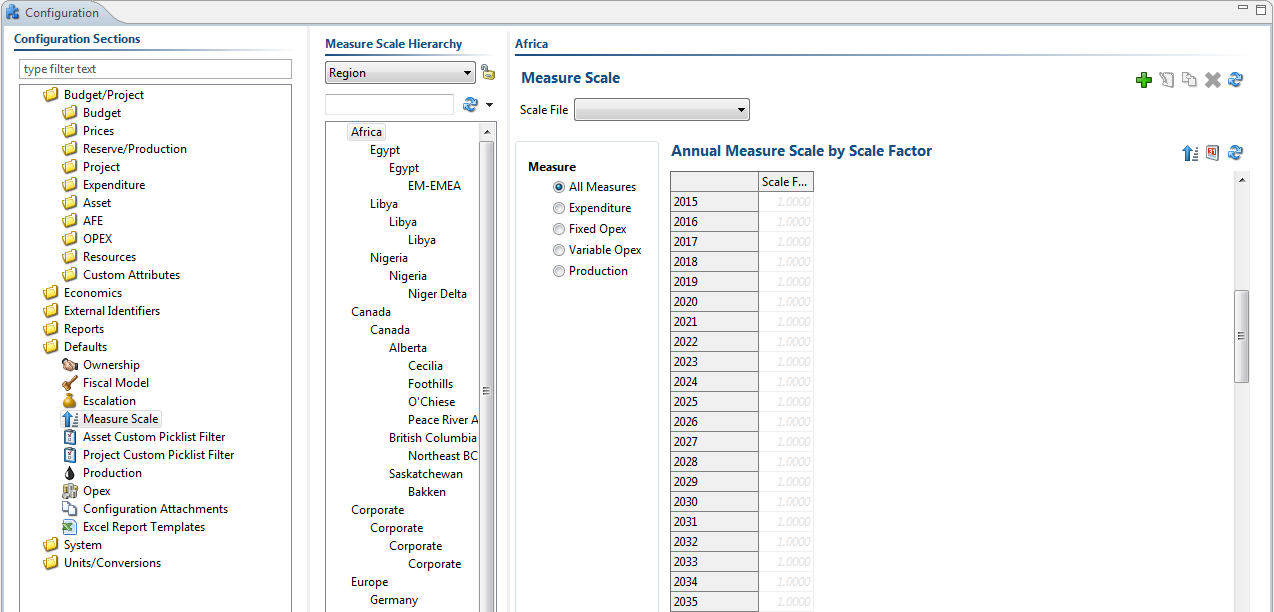 Configuration
Configuration Sections
type filter text
Budget/Project
Budget
Prices
Reserve/Production
Project
Expenditure
Asset
AFE
OPEX
Resources
Custom Attributes
Economics
External Identifiers
Reports
Defaults
Ownership
Fiscal Model
Escalation
Measure Scale
Asset Custom Picklist Filter
Project Custom Picklist Filter
Production
Opex
Configuration Attachments
Excel Report Templates
System
Units/Conversions
Measure Scale Hierarchy
Region
Africa
Egypt
Egypt
EM-EMEA
Libya
Libya
Libya
Nigeria
Nigeria
Niger Delta
Canada
Canada
Alberta
Cecilia
Foothills
O'Chiese
Peace River A
British Columbia
Northeast BC
Saskatchewan
Bakken
Corporate
Corporate
Corporate
Corporate
Europe
Germany
Africa
Measure Scale
Scale File
Measure
All Measures
Expenditure
Fixed Opex
Variable Opex
Production
Annual Measure Scale by Scale Factor
Scale F...
2015 1.0000
2016 1.0000
2017 1.0000
2018 1.0000
2019 1.0000
2020 1.0000
2021 1.0000
2022 1.0000
2023 1.0000
2024 1.0000
2025 1.0000
2026 1.0000
2027 1.0000
2028 1.0000
2029 1.0000
2030 1.0000
2031 1.0000
2032 1.0000
2033 1.0000
2034 1.0000
2035 1.0000